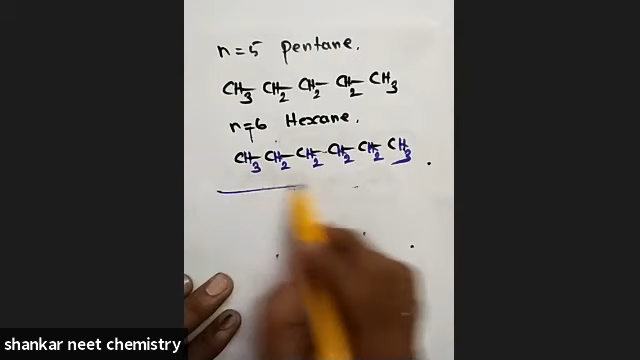 n=5 Pentane.
CH3-CH2-CH2-CH2-CH3
n=6 Hexane.
CH3-CH2-CH2-CH2-CH2-CH3.
shankar neet chemistry